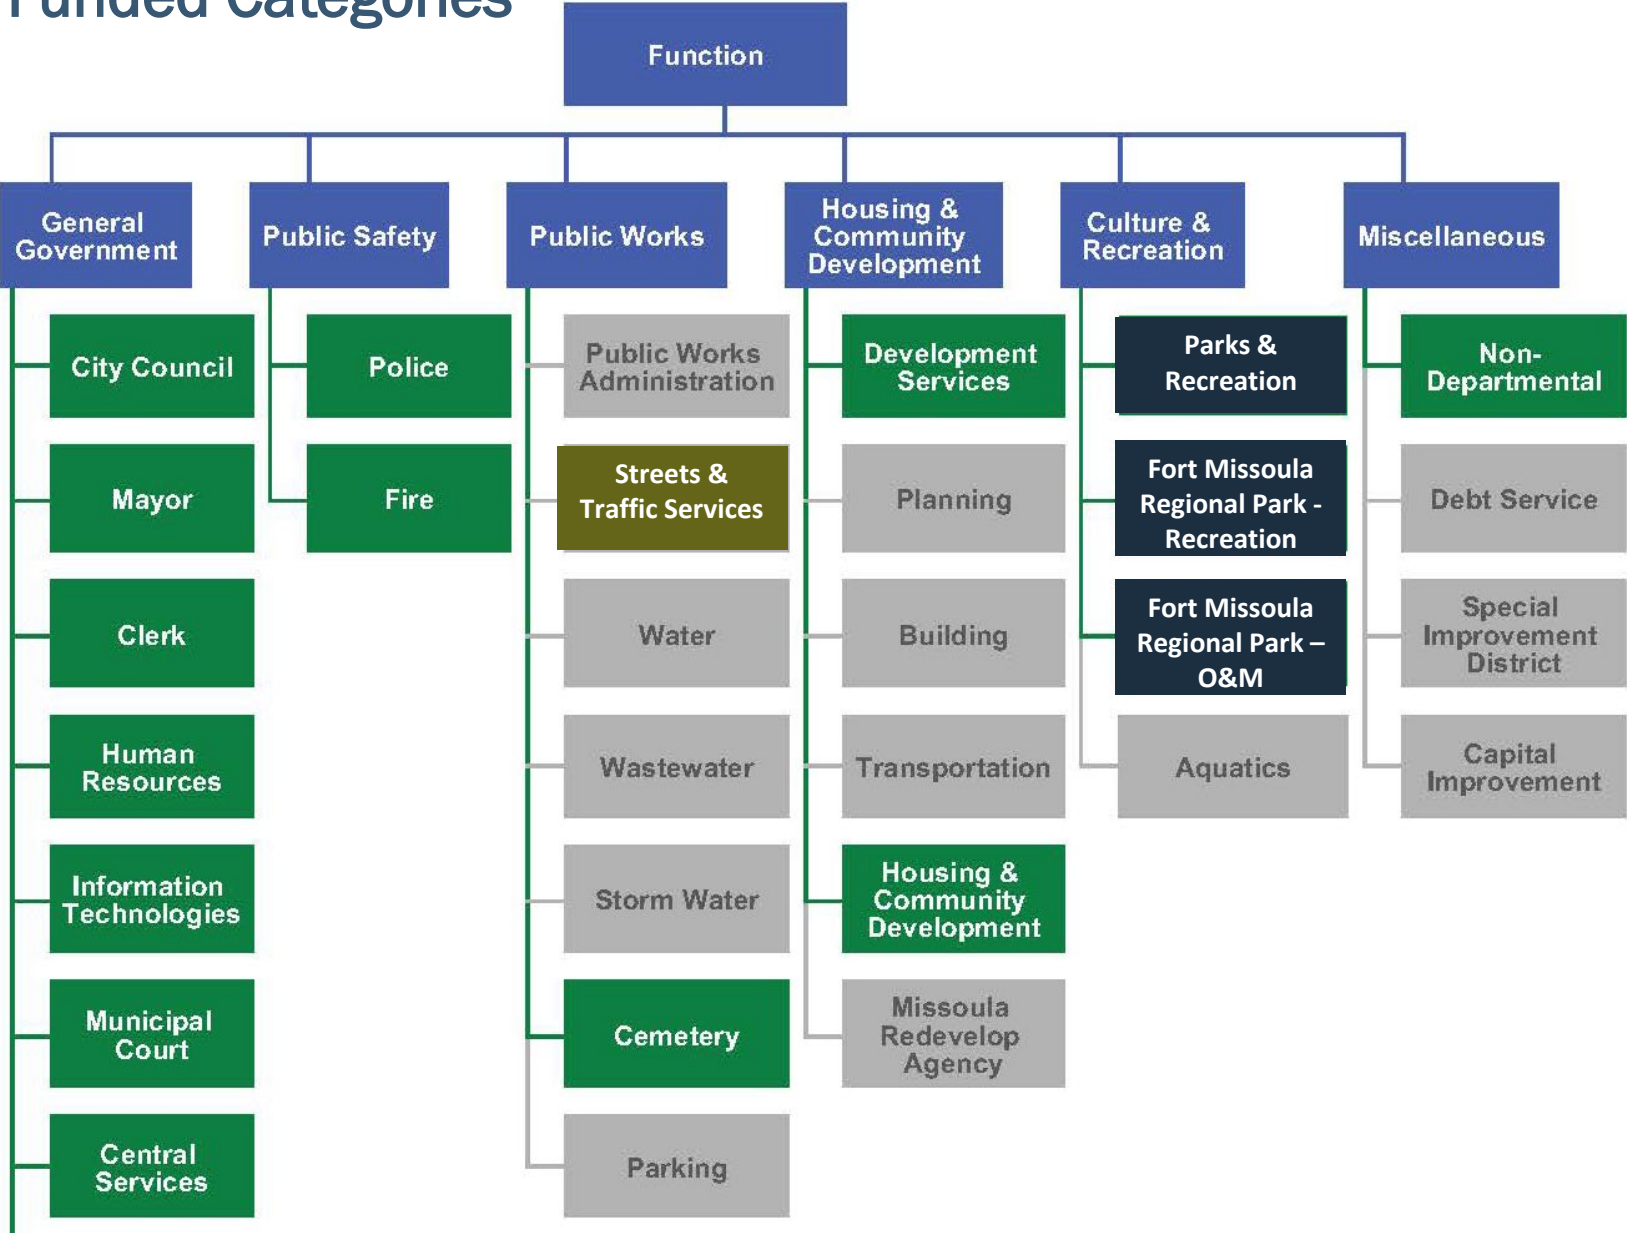 Funded Categories
Function
General
Government
Public Safety
Public Works
Housing &
Community
Development
Culture &
Recreation
Miscellaneous
City Council
Mayor
Clerk
Human
Resources
Information
Technologies
Municipal
Court
Central
Services
Police
Fire
Public Works
Administration
Streets &
Traffic Services
Water
Wastewater
Storm Water
Cemetery
Parking
Development
Services
Planning
Building
Transportation
Housing &
Community
Development
Missoula
Redevelop
Agency
Parks &
Recreation
Fort Missoula
Regional Park -
Recreation
Fort Missoula
Regional Park –
O&M
Aquatics
Non-
Departmental
Debt Service
Special
Improvement
District
Capital
Improvement